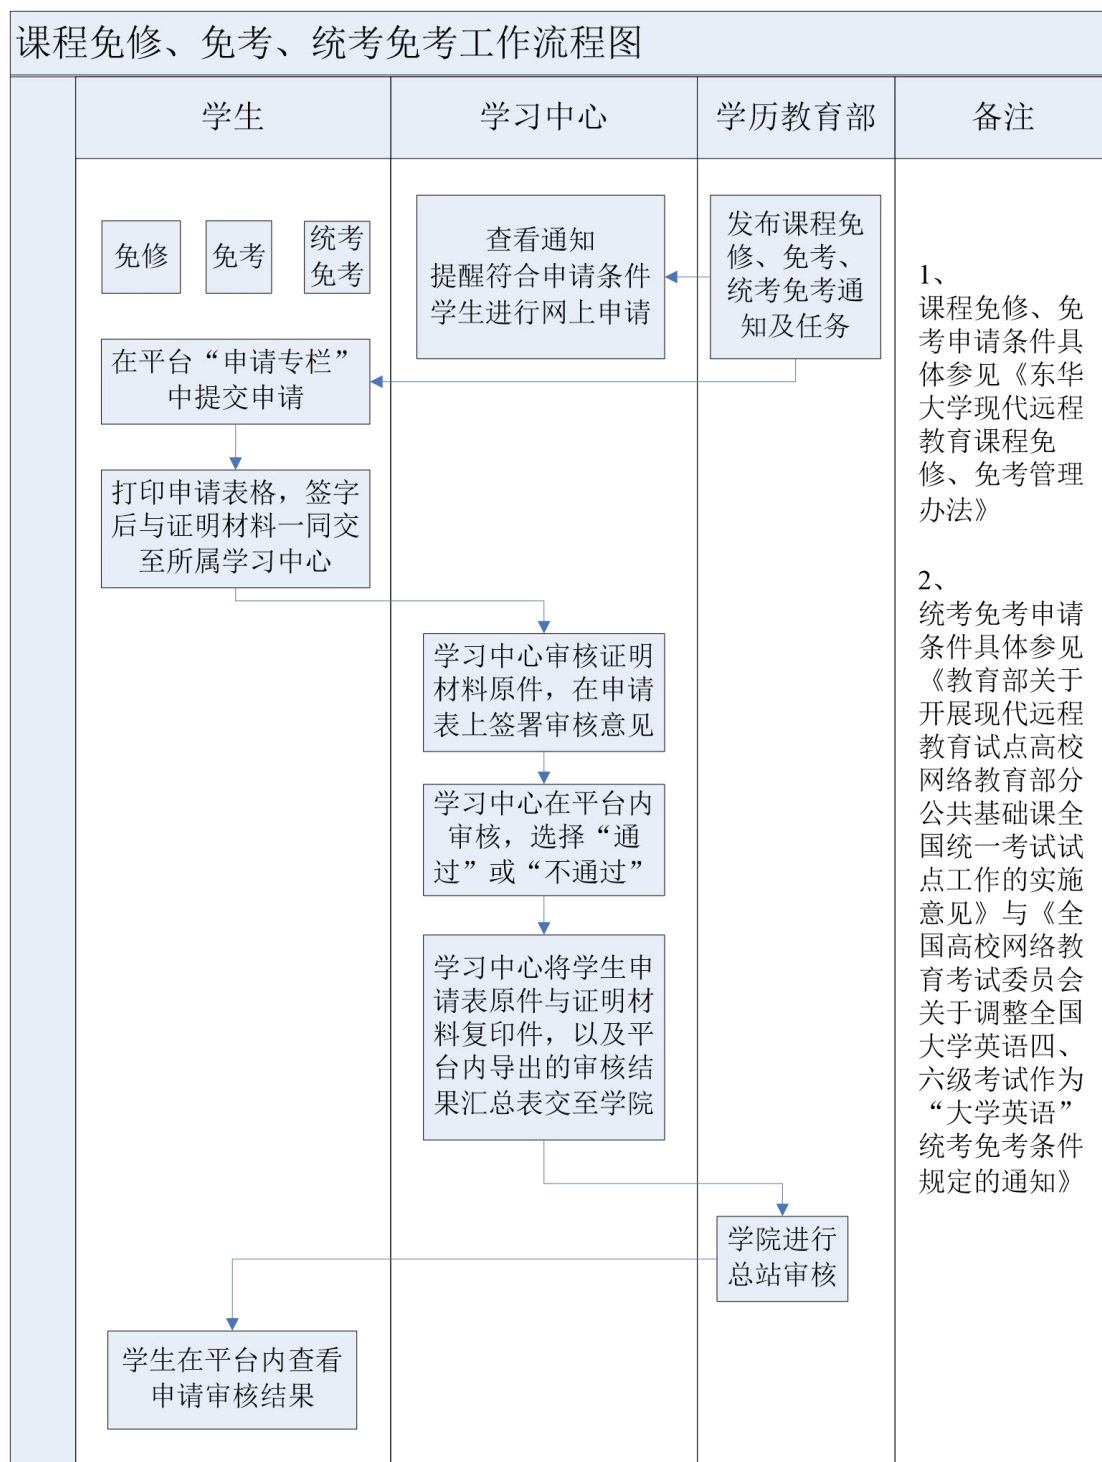 课程免修、免考、统考免考工作流程图
学生
学习中心
学历教育部
备注
免修
免考
统考
免考
查看通知
提醒符合申请条件
学生进行网上申请
发布课程免
修、免考、
统考免考通
知及任务
在平台“申请专栏”
中提交申请
打印申请表格，签字
后与证明材料一同交
至所属学习中心
学习中心审核证明
材料原件，在申请
表上签署审核意见
学习中心在平台内
审核，选择“通
过”或“不通过”
学习中心将学生申
请表原件与证明材
料复印件，以及平
台内导出的审核结
果汇总表交至学院
学院进行
总站审核
学生在平台内查看
申请审核结果
1、
课程免修、免
考申请条件具
体参见《东华
大学现代远程
教育课程免
修、免考管理
办法》
2、
统考免考申请
条件具体参见
《教育部关于
开展现代远程
教育试点高校
网络教育部分
公共基础课全
国统一考试试
点工作的实施
意见》与《全
国高校网络教
育考试委员会
关于调整全国
大学英语四、
六级考试作为
“大学英语”
统考免考条件
规定的通知》